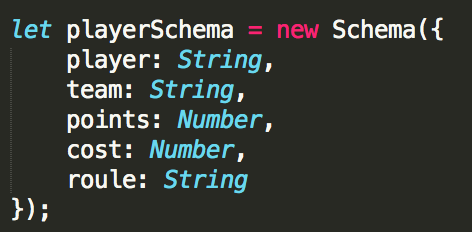 let playerSchema = new Schema({
    player: String,
    team: String,
    points: Number,
    cost: Number,
    roule: String
});